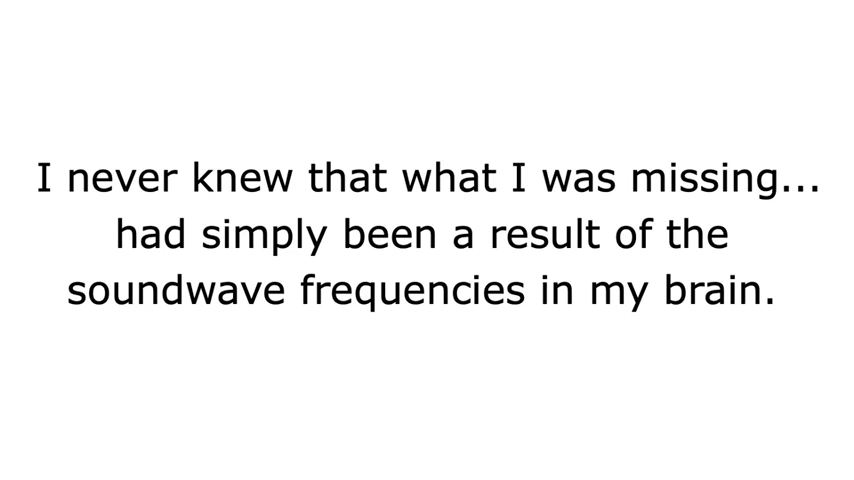 I never knew that what I was missing...
had simply been a result of the
soundwave frequencies in my brain.